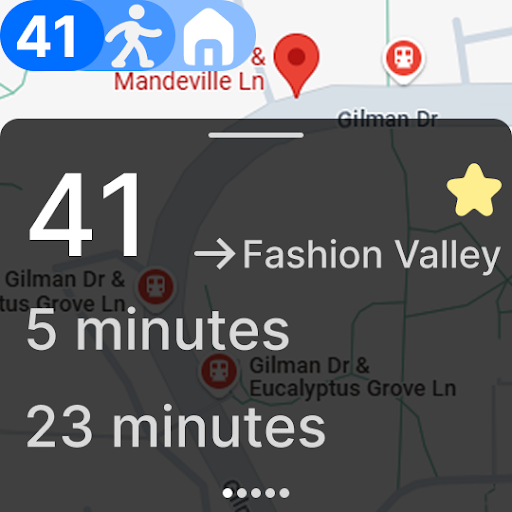 41
&
Mandeville Ln
Gilman Dr
41
→Fashion Valley
Gilman Dr &
tus Grove Ln
5 minutes
Gilman Dr &
Eucalyptus Grove Ln
23 minutes